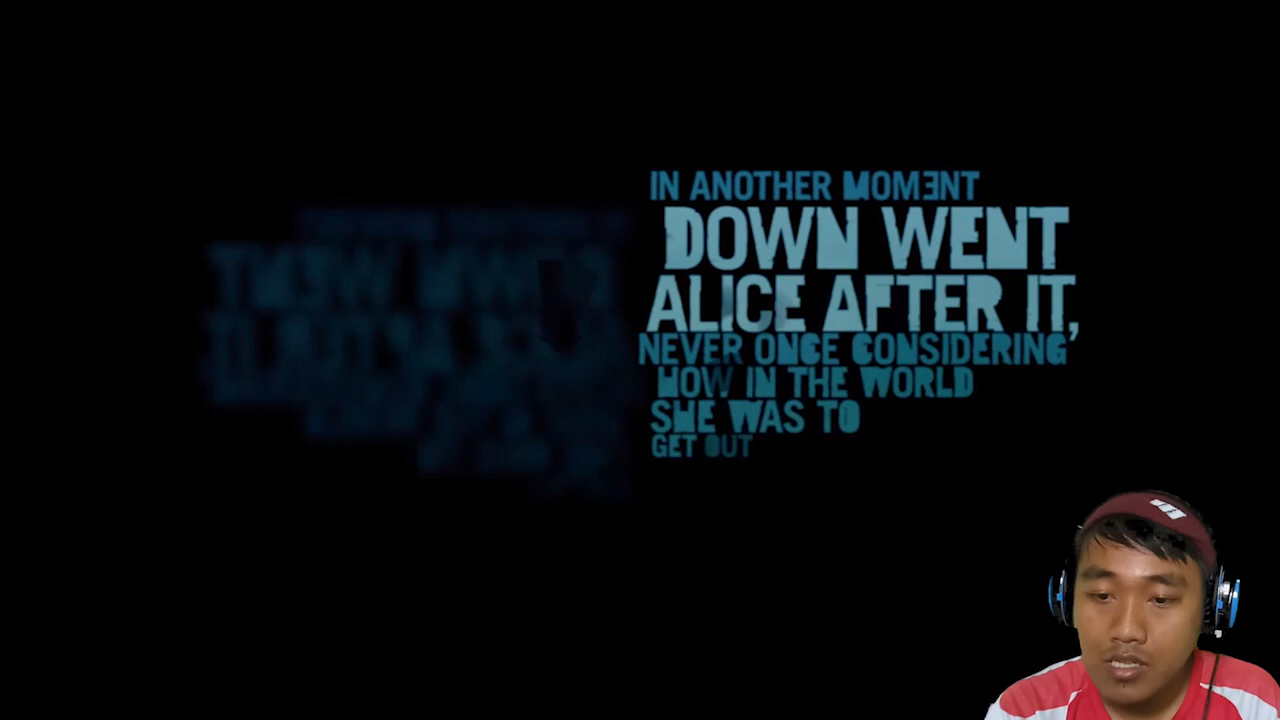 IN ANOTHER MOMENT
DOWN WENT
ALICE AFTER IT,
NEVER ONCE CONSIDERING
HOW IN THE WORLD
SHE WAS TO
GET OUT